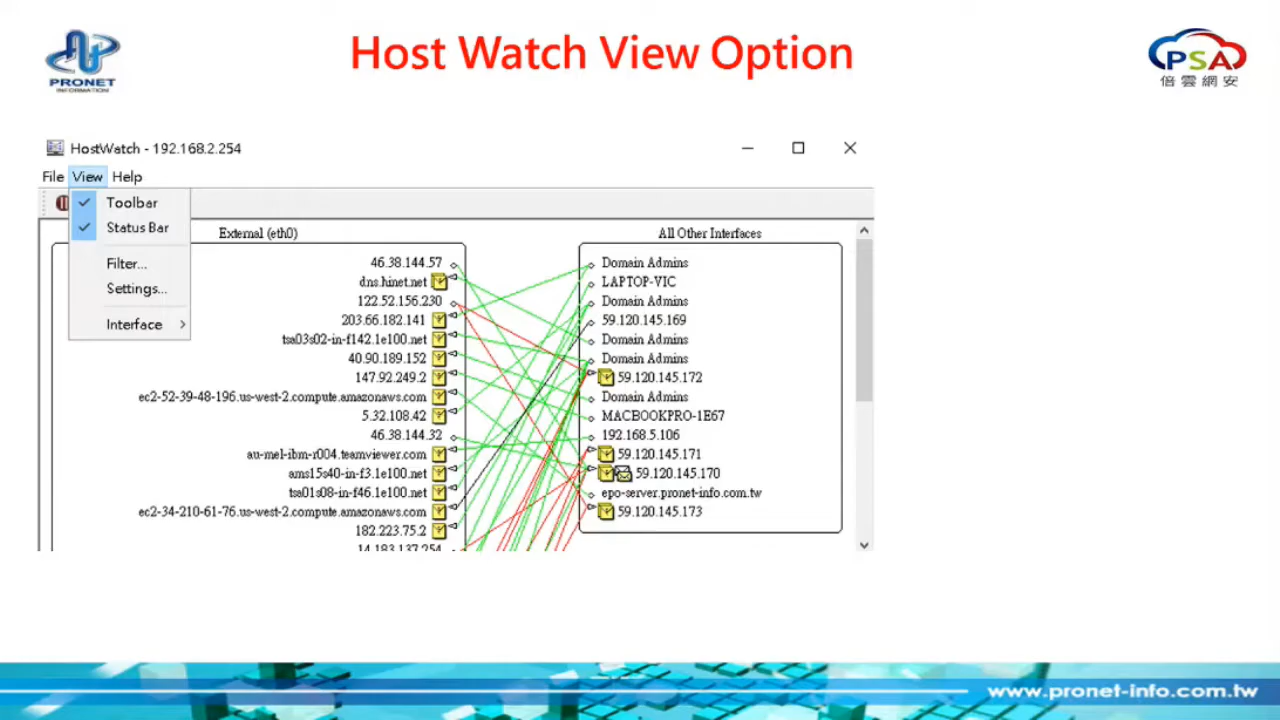 PRONET
INFORMATION
Host Watch View Option
PSA
倍雲網安
HostWatch - 192.168.2.254
File View Help
Toolbar
Status Bar
Filter...
Settings...
Interface
External (eth0)
46.38.144.57
dns.hinet.net
122.52.156.230
203.66.182.141
tsa03s02-in-f142.1e100.net
40.90.189.152
147.92.249.2
ec2-52-39-48-196.us-west-2.compute.amazonaws.com
5.32.108.42
46.38.144.32
au-mel-ibm-r004.teamviewer.com
ams15s40-in-f3.1e100.net
tsa01s08-in-f46.1e100.net
ec2-34-210-61-76.us-west-2.compute.amazonaws.com
182.223.75.2
14.183.137.254
All Other Interfaces
Domain Admins
LAPTOP-VIC
Domain Admins
59.120.145.169
Domain Admins
Domain Admins
59.120.145.172
Domain Admins
MACBOOKPRO-1E67
192.168.5.106
59.120.145.171
59.120.145.170
epo-server.pronet-info.com.tw
59.120.145.173
www.pronet-info.com.tw